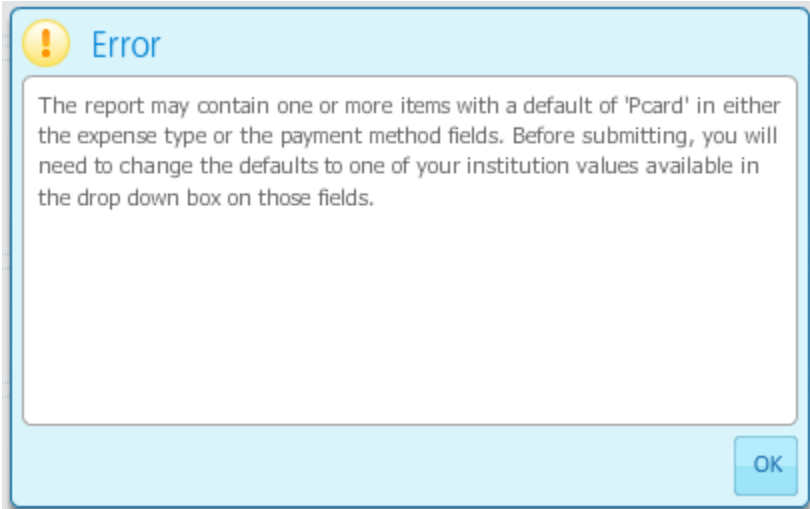 Error
The report may contain one or more items with a default of 'Pcard' in either
the expense type or the payment method fields. Before submitting, you will
need to change the defaults to one of your institution values available in
the drop down box on those fields.
OK